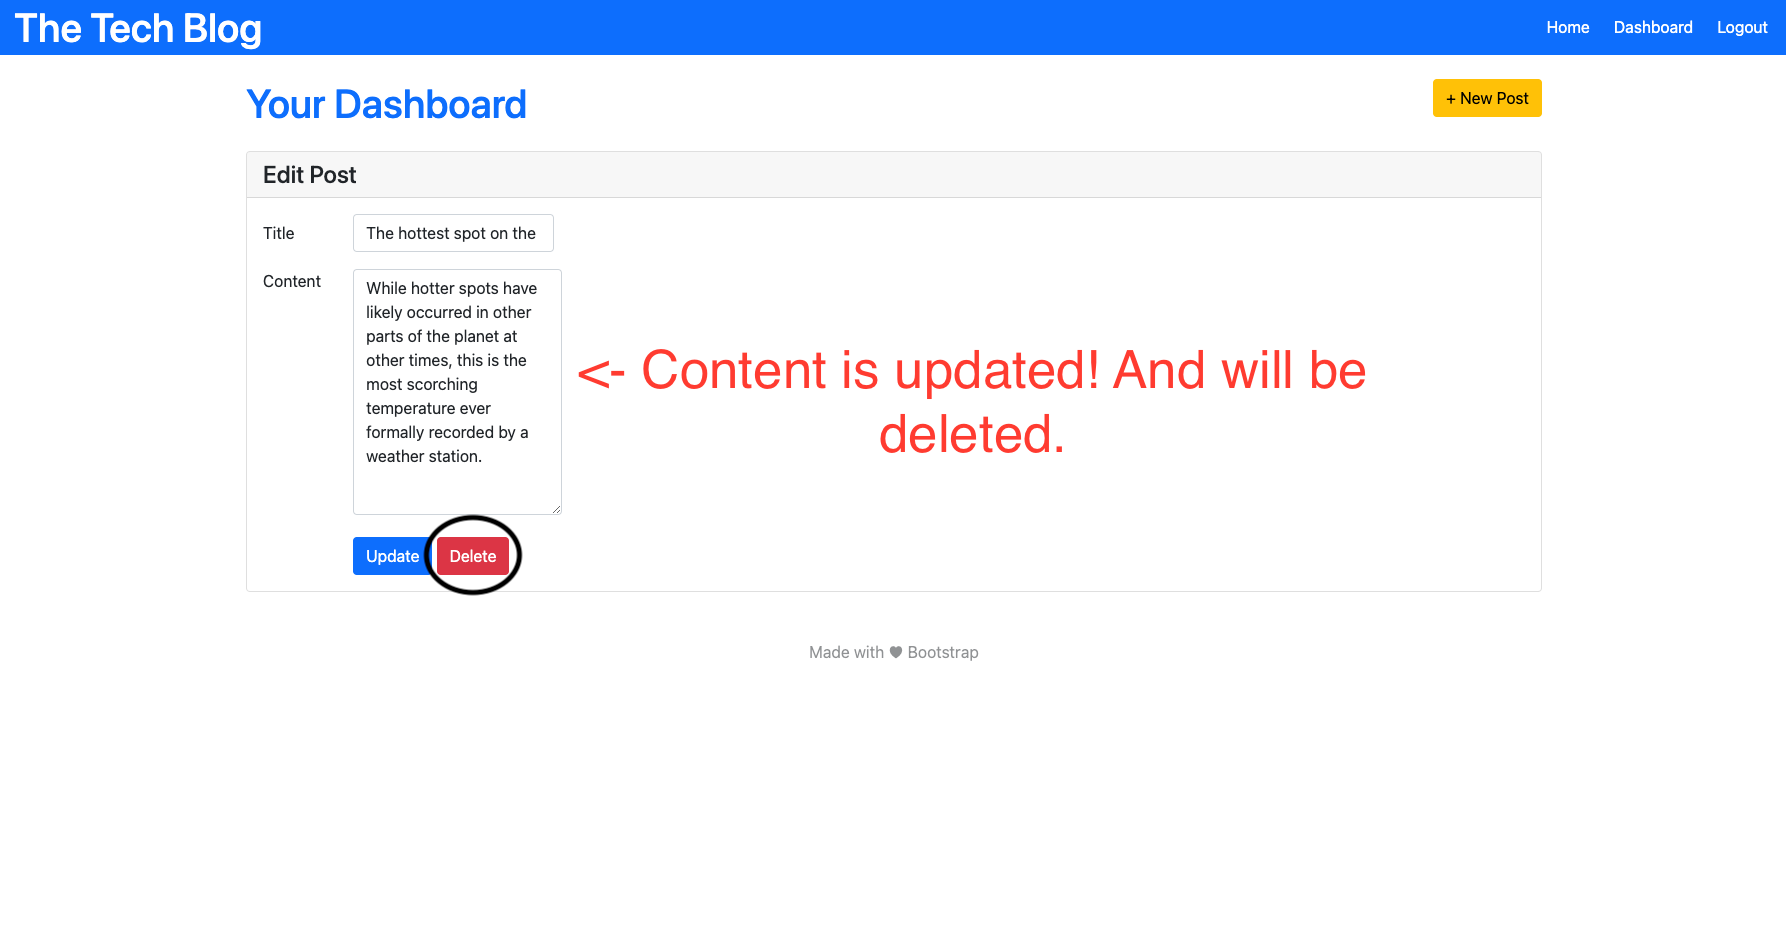 The Tech Blog
Home Dashboard Logout
Your Dashboard
+ New Post
Edit Post
Title
The hottest spot on the
Content
While hotter spots have
likely occurred in other
parts of the planet at
other times, this is the
most scorching
temperature ever
formally recorded by a
weather station.
<- Content is updated! And will be
deleted.
Update Delete
Made with ♥ Bootstrap